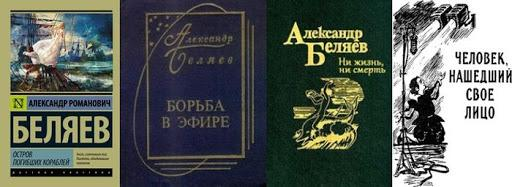 АЛЕКСАНДР РОМАНОВИЧ
БЕЛЯЕВ
ОСТРОВ
ПОГИБШИХ КОРАБЛЕЙ
Александр
Беляев
БОРЬБА
В ЭФИРЕ
Александр
Беляев
Ни жизнь,
ни смерть
ЧЕЛОВЕК,
НАШЕДШИЙ
СВОЕ
ЛИЦО